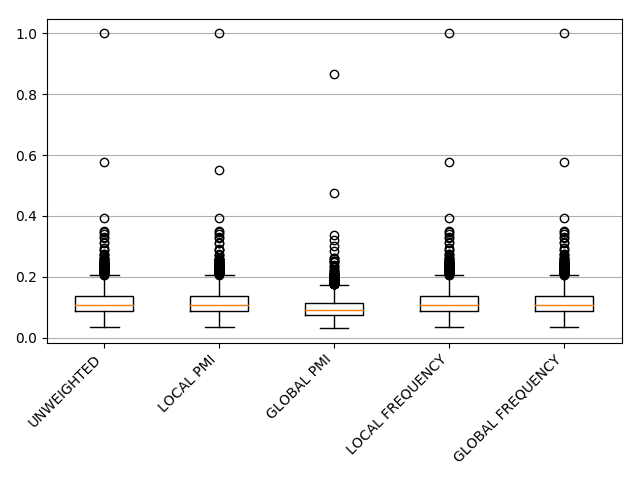 1.0
0.8
0.6
0.4
0.2
0.0
UNWEIGHTED
LOCAL PMI
GLOBAL PMI
LOCAL FREQUENCY
GLOBAL FREQUENCY